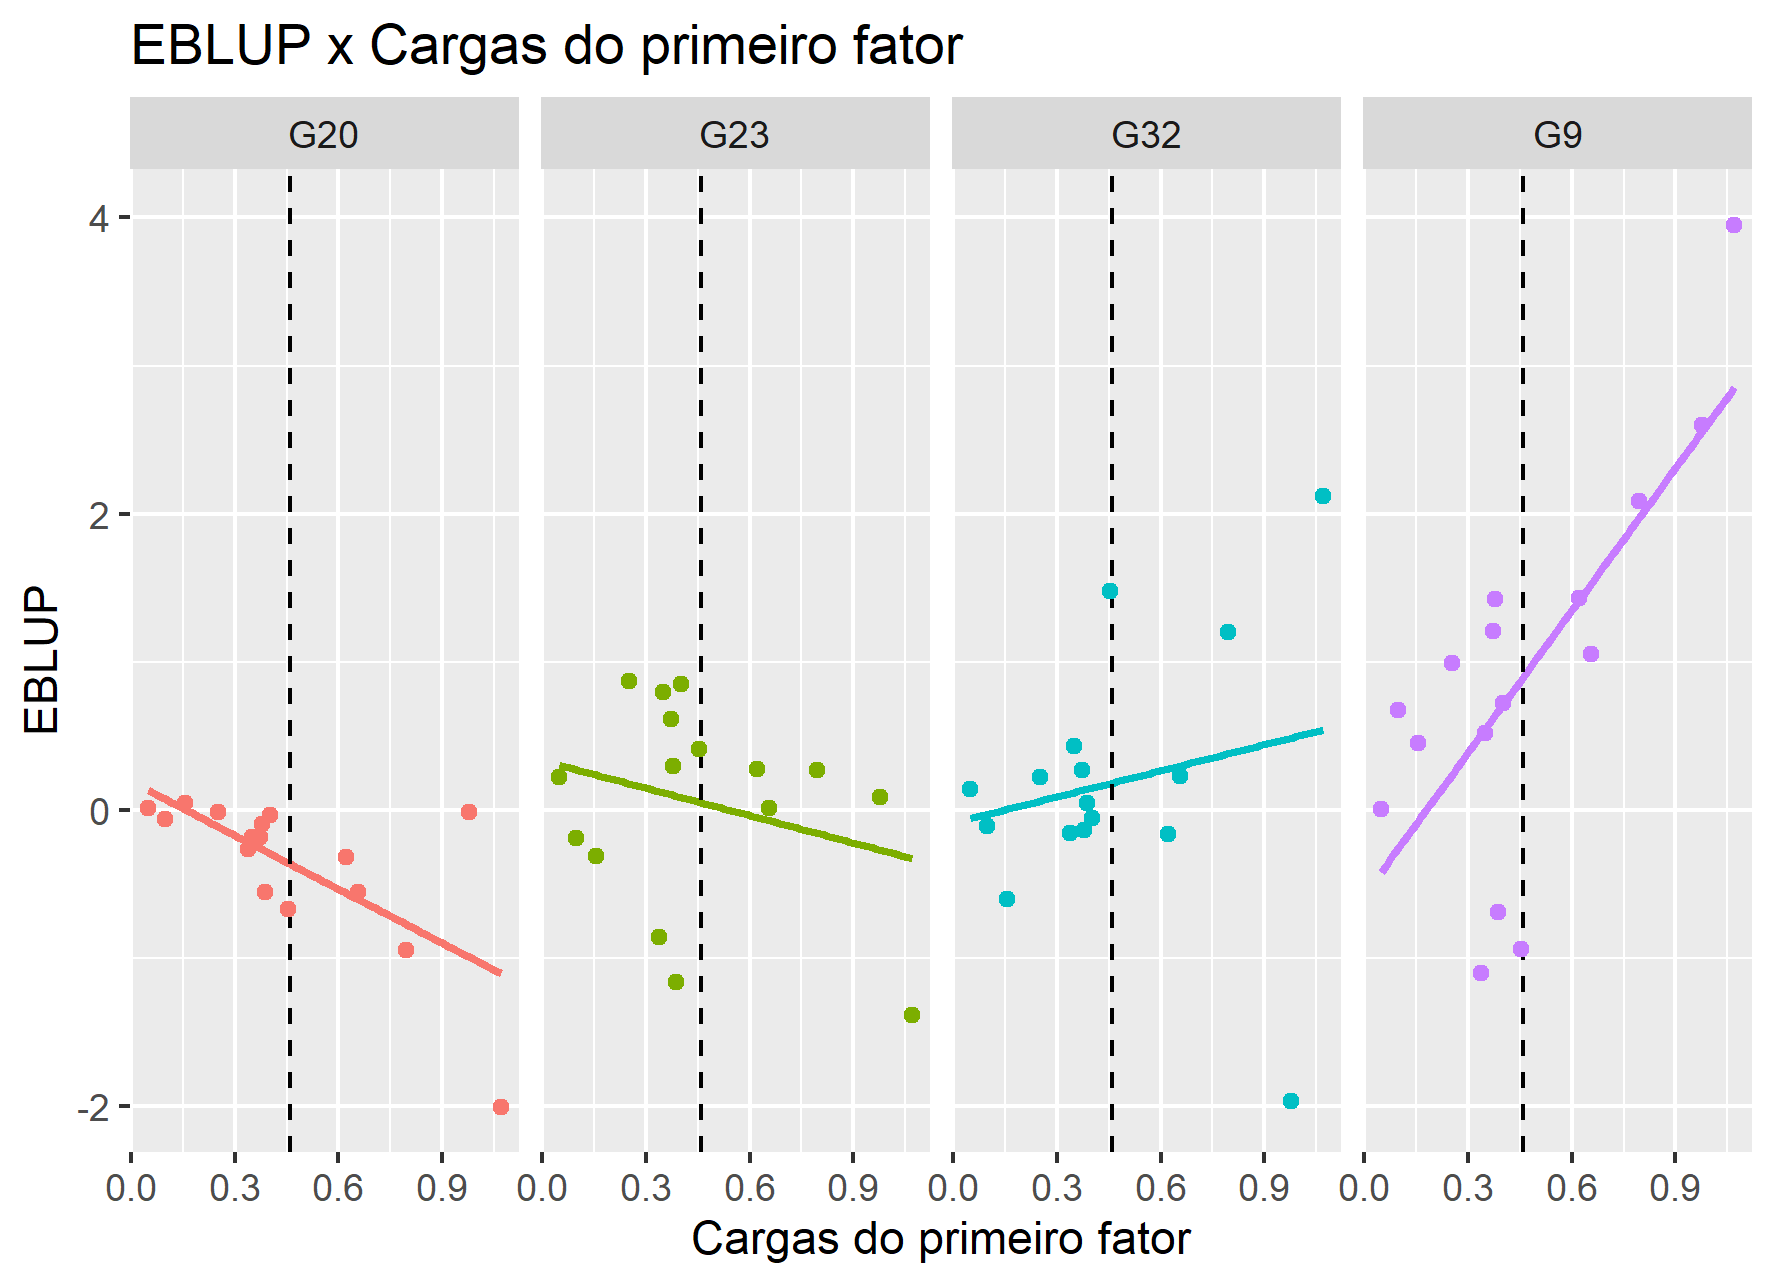 EBLUP x Cargas do primeiro fator
G20 G23 G32 G9
4
2
0
-2
EBLUP
0.0 0.3 0.6 0.9 0.0 0.3 0.6 0.9 0.0 0.3 0.6 0.9 0.0 0.3 0.6 0.9
Cargas do primeiro fator